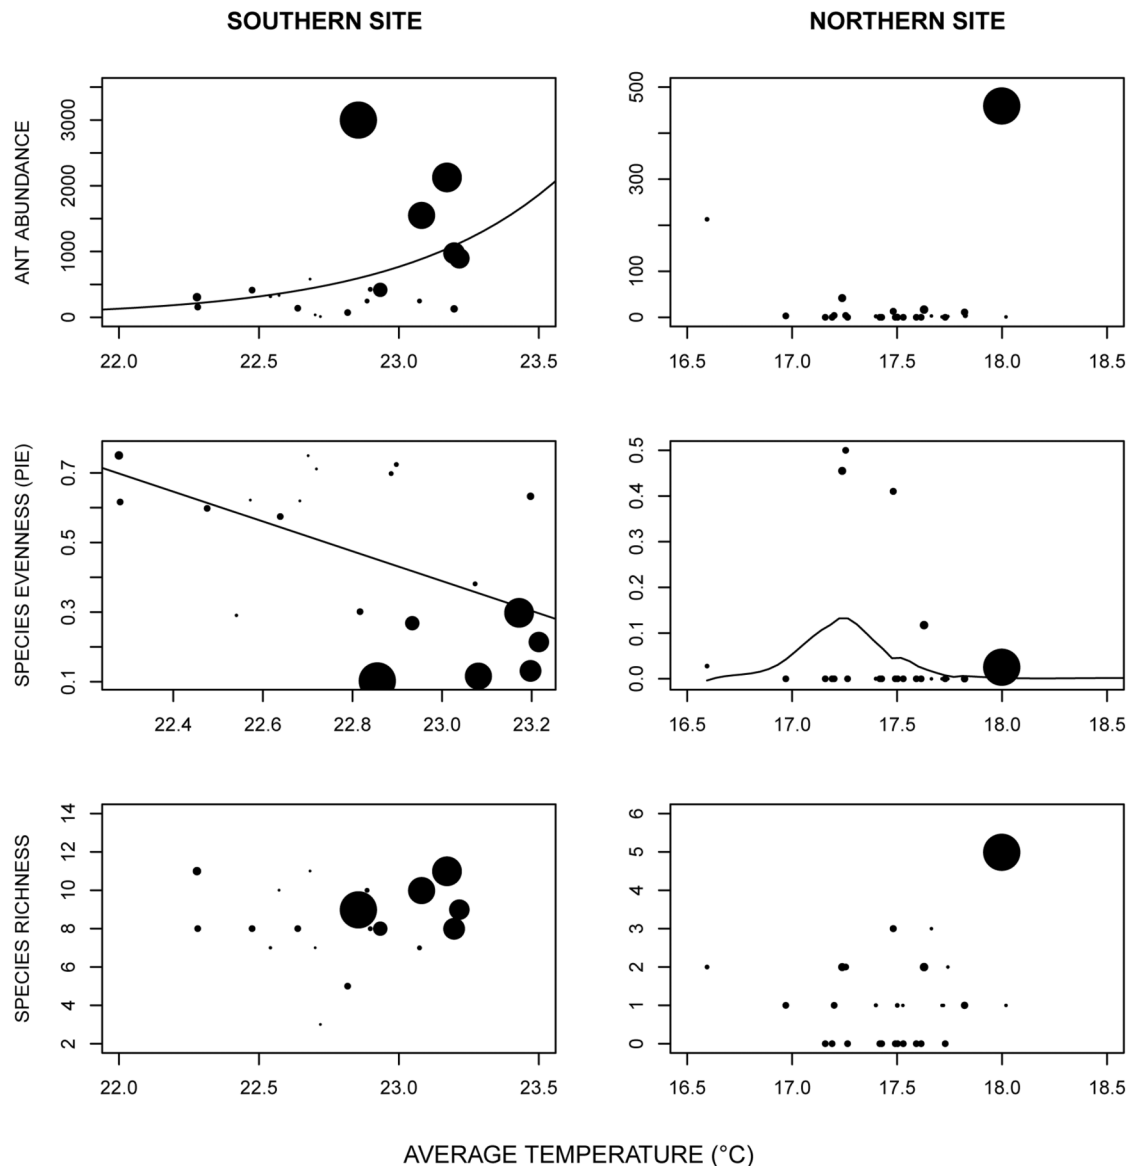 SOUTHERN SITE
NORTHERN SITE
ANT ABUNDANCE
3000
2000
1000
0
22.0 22.5 23.0 23.5
500
300
100
0
16.5 17.0 17.5 18.0 18.5
SPECIES EVENNESS (PIE)
0.7
0.5
0.3
0.1
22.4 22.6 22.8 23.0 23.2
0.5
0.4
0.3
0.2
0.1
0.0
16.5 17.0 17.5 18.0 18.5
SPECIES RICHNESS
14
12
10
8
6
4
2
22.0 22.5 23.0 23.5
6
5
4
3
2
1
0
16.5 17.0 17.5 18.0 18.5
AVERAGE TEMPERATURE (°C)